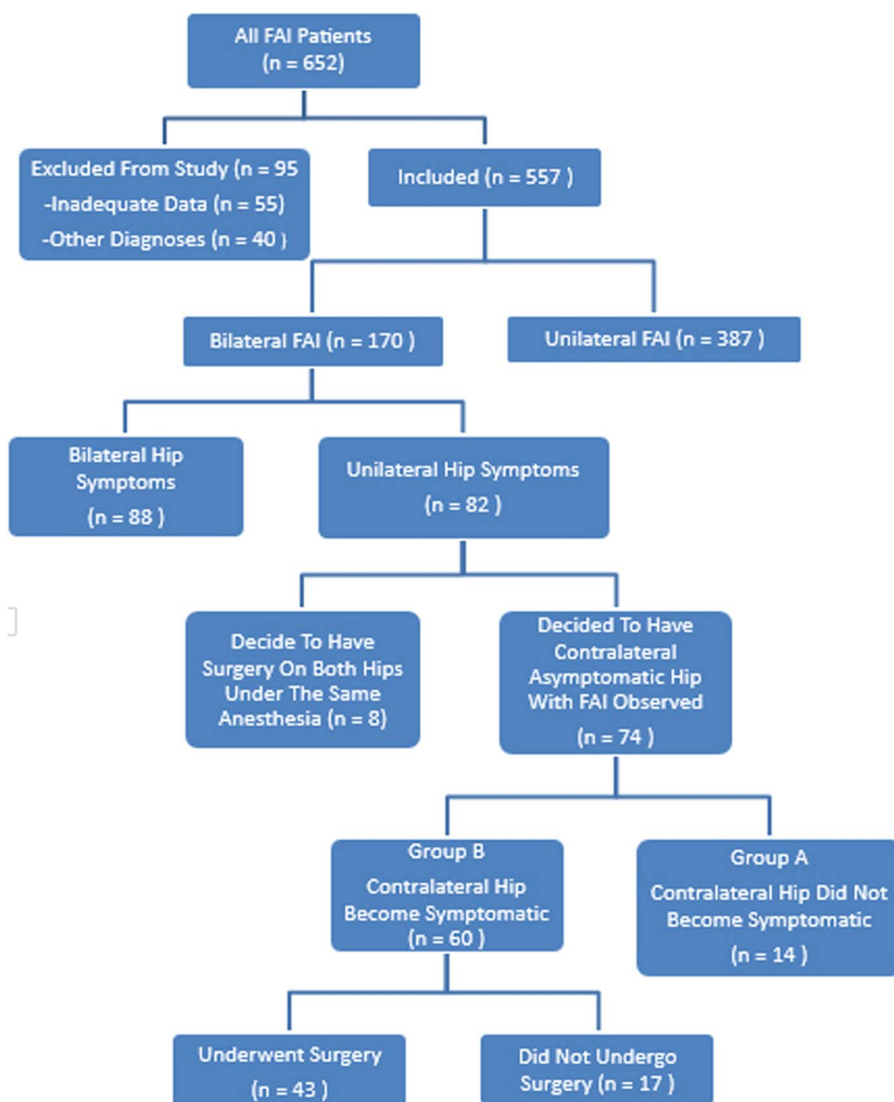 All FAI Patients
(n = 652)
Excluded From Study (n = 95
-Inadequate Data (n = 55)
-Other Diagnoses (n = 40 )
Included (n = 557 )
Bilateral FAI (n = 170 )
Unilateral FAI (n = 387 )
Bilateral Hip
Symptoms
(n = 88 )
Unilateral Hip Symptoms
(n = 82 )
Decide To Have
Surgery On Both Hips
Under The Same
Anesthesia (n = 8)
Decided To Have
Contralateral
Asymptomatic Hip
With FAI Observed
(n = 74 )
Group B
Contralateral Hip
Become Symptomatic
(n = 60 )
Group A
Contralateral Hip Did Not
Become Symptomatic
(n = 14 )
Underwent Surgery
(n = 43 )
Did Not Undergo
Surgery (n = 17 )